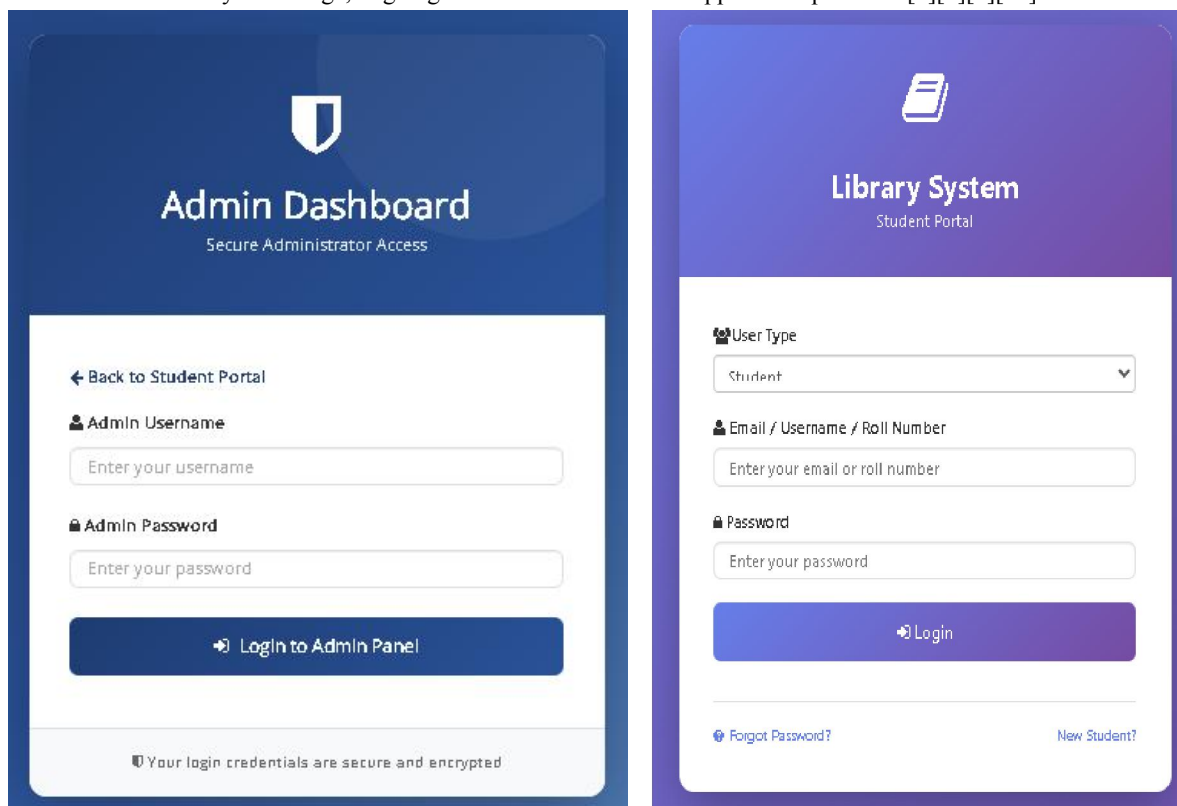 Admin Dashboard
Secure Administrator Access
← Back to Student Portal
Admin Username
Enter your username
Admin Password
Enter your password
Login to Admin Panel
Your login credentials are secure and encrypted
Library System
Student Portal
User Type
Student
Email / Username / Roll Number
Enter your email or roll number
Password
Enter your password
Login
Forgot Password?
New Student?